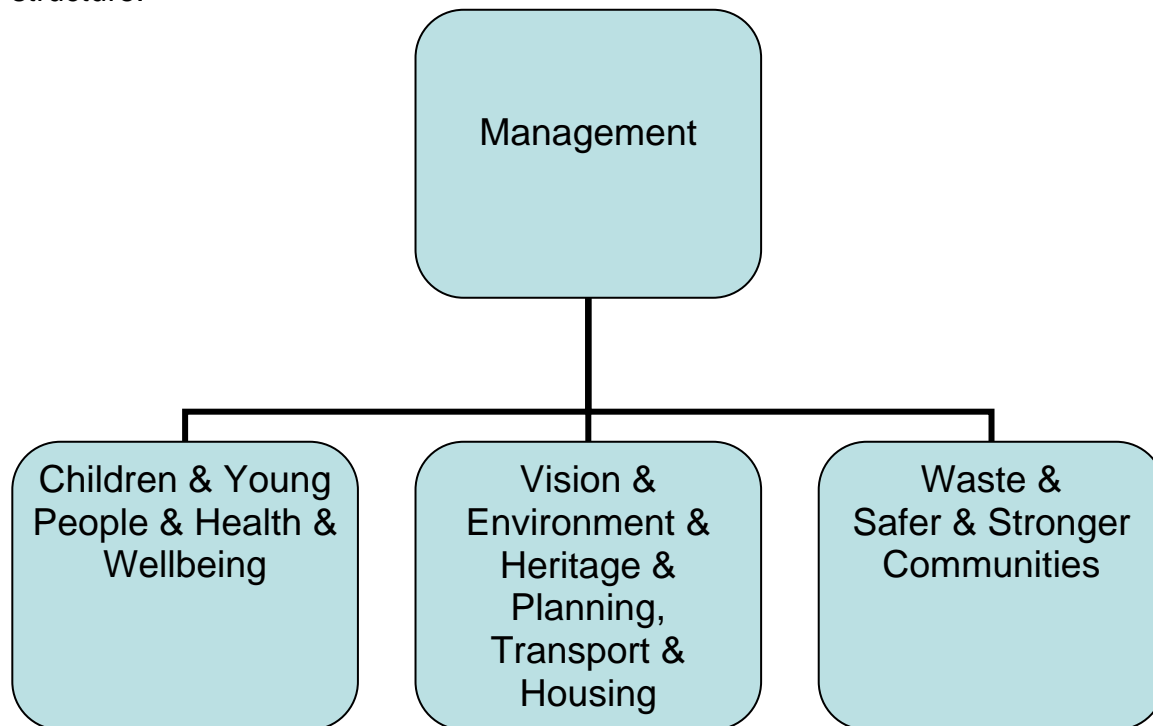 structure:
Management
Children & Young
People & Health &
Wellbeing
Vision &
Environment &
Heritage &
Planning,
Transport &
Housing
Waste &
Safer & Stronger
Communities